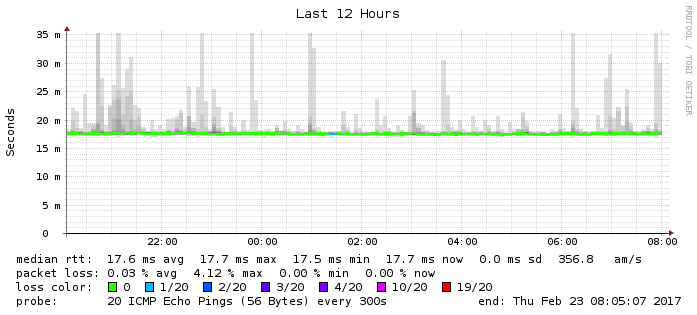 Last 12 Hours
RRDTOOL / TOBI OETIKER
Seconds
35 m
30 m
25 m
20 m
15 m
10 m
5 m
0
22:00 00:00 02:00 04:00 06:00 08:00
median rtt: 17.6 ms avg 17.7 ms max 17.5 ms min 17.7 ms now 0.0 ms sd 356.8 am/s
packet loss: 0.03 % avg 4.12 % max 0.00 % min 0.00 % now
loss color: 0 1/20 2/20 3/20 4/20 10/20 19/20
probe: 20 ICMP Echo Pings (56 Bytes) every 300s end: Thu Feb 23 08:05:07 2017